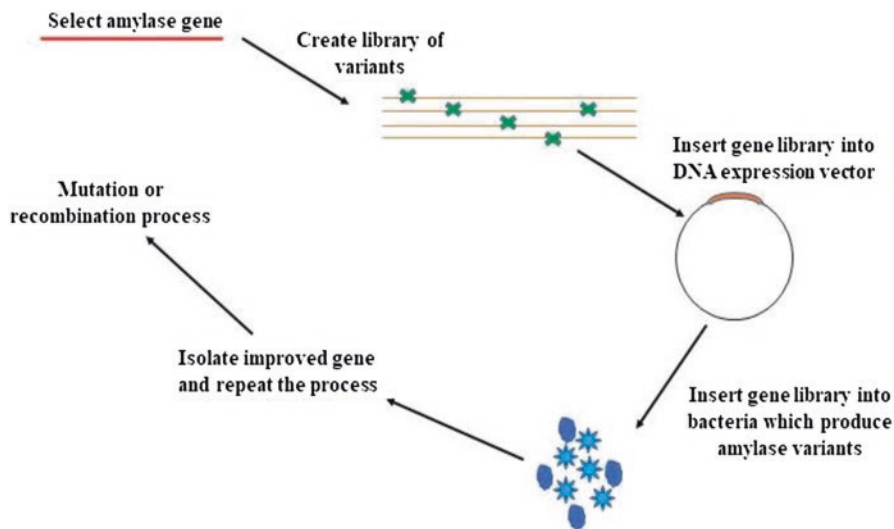 Select amylase gene
Create library of
variants
Insert gene library into
DNA expression vector
Mutation or
recombination process
Isolate improved gene
and repeat the process
Insert gene library into
bacteria which produce
amylase variants